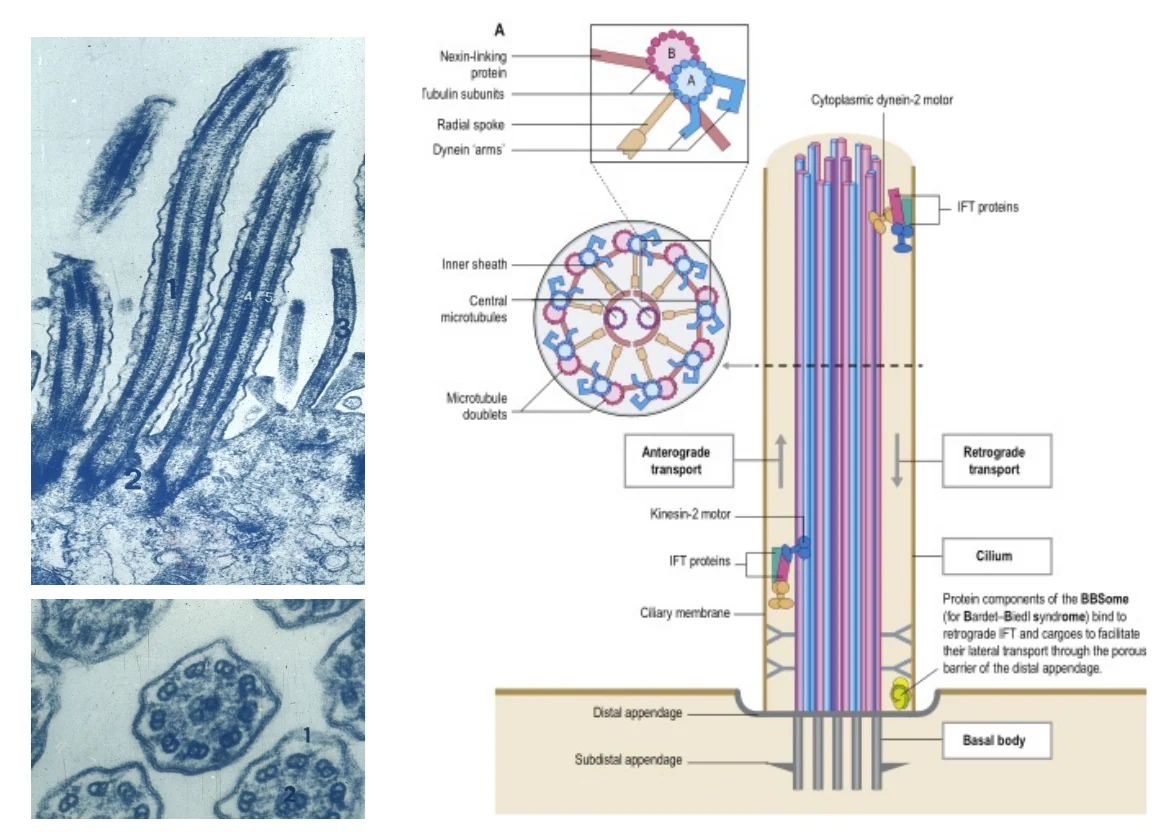 1
4 5
3
2
1
2
A
Nexin-linking
protein
Tubulin subunits
Radial spoke
Dynein 'arms'
B
A
Inner sheath
Central
microtubules
Microtubule
doublets
Cytoplasmic dynein-2 motor
IFT proteins
Anterograde
transport
Retrograde
transport
Kinesin-2 motor
IFT proteins
Ciliary membrane
Cilium
Protein components of the BBSome
(for Bardet–Biedl syndrome) bind to
retrograde IFT and cargoes to facilitate
their lateral transport through the porous
barrier of the distal appendage.
Distal appendage
Subdistal appendage
Basal body